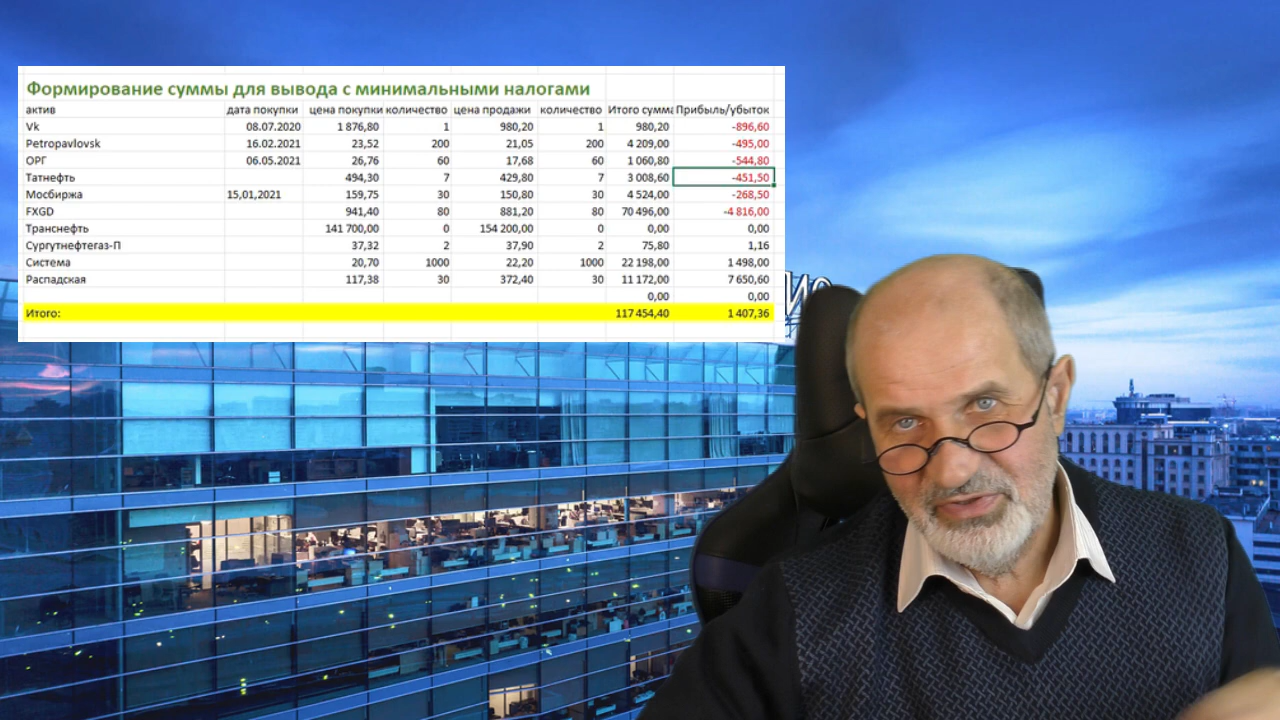 Формирование суммы для вывода с минимальными налогами
актив дата покупки цена покупки количество цена продажи количество Итого сумма Прибыль/убыток
Vk 08.07.2020 1 876,80 1 980,20 1 980,20 -896,60
Petropavlovsk 16.02.2021 23,52 200 21,05 200 4 209,00 -495,00
ОРГ 06.05.2021 26,76 60 17,68 60 1 060,80 -544,80
Татнефть 494,30 7 429,80 7 3 008,60 -451,50
Мосбиржа 15,01,2021 159,75 30 150,80 30 4 524,00 -268,50
FXGD 941,40 80 881,20 80 70 496,00 -4 816,00
Транснефть 141 700,00 0 154 200,00 0 0,00 0,00
Сургутнефтегаз-П 37,32 2 37,90 2 75,80 1,16
Система 20,70 1000 22,20 1000 22 198,00 1 498,00
Распадская 117,38 30 372,40 30 11 172,00 7 650,60
0,00 0,00
Итого: 117 454,40 1 407,36